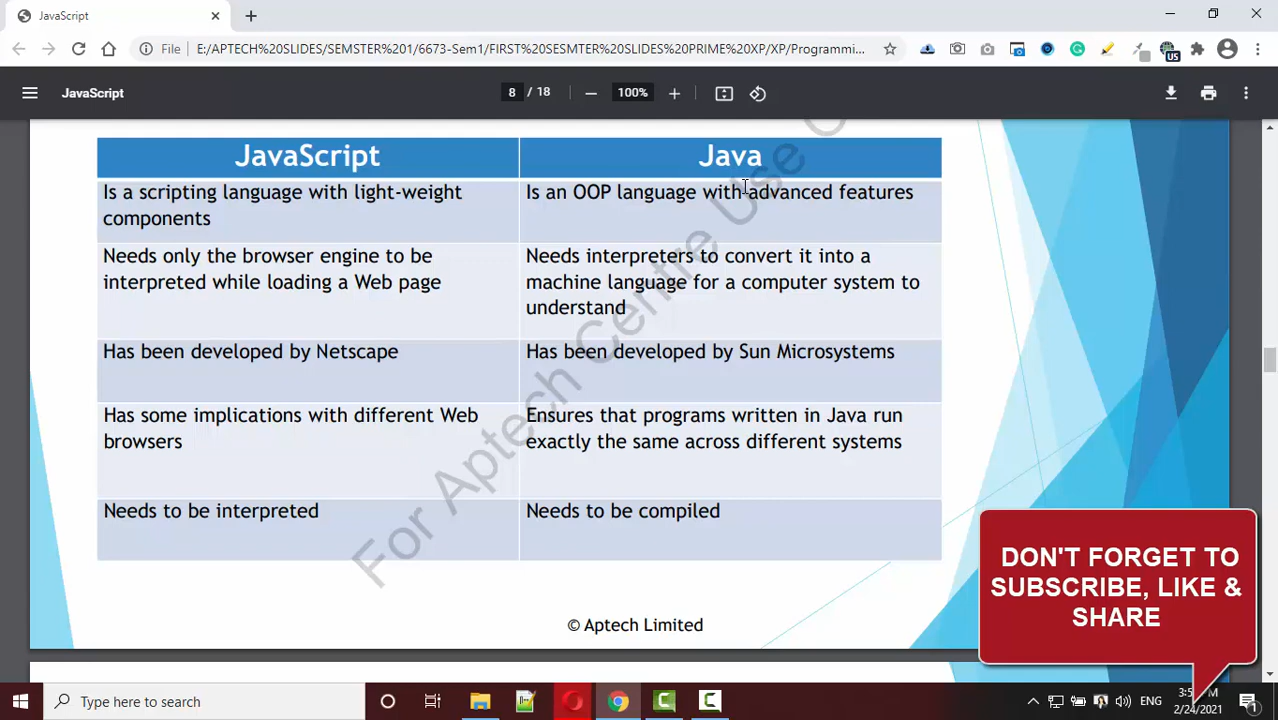 JavaScript
File E:/APTECH%20SLIDES/SEMSTER%201/6673-Sem1/FIRST%20SESMTER%20SLIDES%20PRIME%20XP/XP/Programmi...
US
JavaScript
8 / 18
100%
JavaScript Java
Is a scripting language with light-weight
components
Is an OOP language with advanced features
Needs only the browser engine to be
interpreted while loading a Web page
Needs interpreters to convert it into a
machine language for a computer system to
understand
Has been developed by Netscape
Has been developed by Sun Microsystems
Has some implications with different Web
browsers
Ensures that programs written in Java run
exactly the same across different systems
Needs to be interpreted
Needs to be compiled
For Aptech Centre Use
© Aptech Limited
DON'T FORGET TO
SUBSCRIBE, LIKE &
SHARE
Type here to search
ENG
2/24/2021